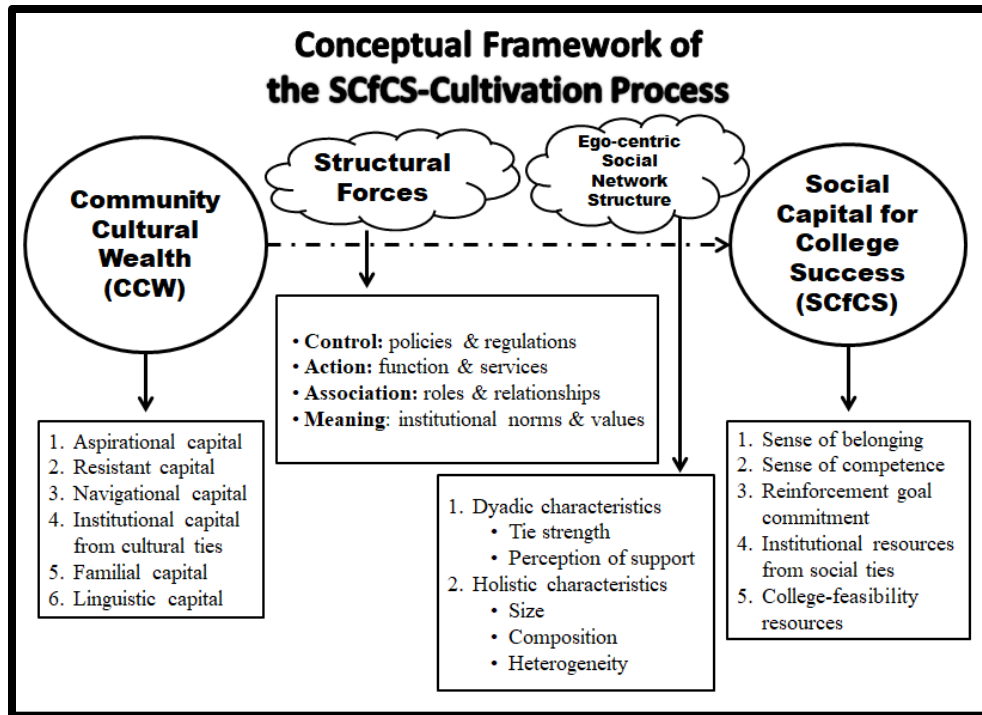 Conceptual Framework of
the SCfCS-Cultivation Process
Community
Cultural
Wealth
(CCW)
Structural
Forces
Ego-centric
Social
Network
Structure
Social
Capital for
College
Success
(SCfCS)
• Control: policies & regulations
• Action: function & services
• Association: roles & relationships
• Meaning: institutional norms & values
1. Aspirational capital
2. Resistant capital
3. Navigational capital
4. Institutional capital
from cultural ties
5. Familial capital
6. Linguistic capital
1. Dyadic characteristics
• Tie strength
• Perception of support
2. Holistic characteristics
• Size
• Composition
• Heterogeneity
1. Sense of belonging
2. Sense of competence
3. Reinforcement goal
commitment
4. Institutional resources
from social ties
5. College-feasibility
resources